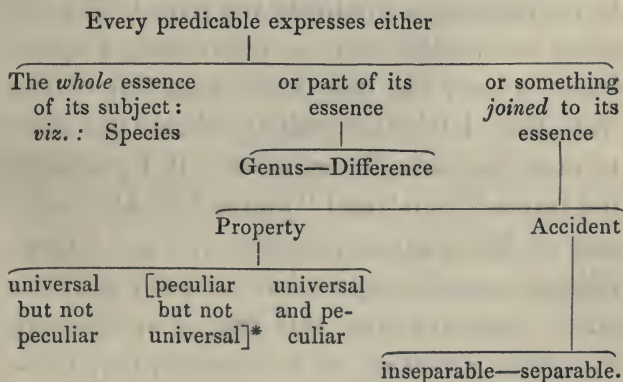 Every predicable expresses either
The whole essence of its subject: viz.: Species
or part of its essence
or something joined to its essence
Genus—Difference
Property
Accident
universal but not peculiar
[peculiar but not universal]*
universal and pe-culiar
inseparable—separable.